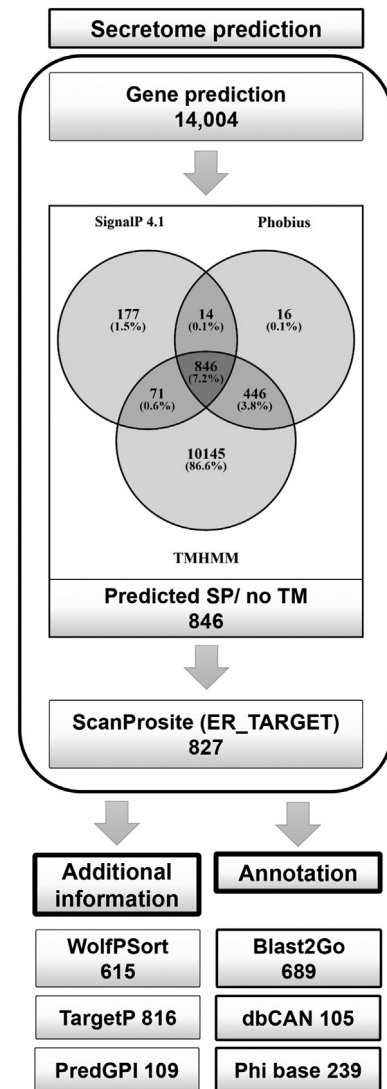 Secretome prediction
Gene prediction
14,004
SignalP 4.1
Phobius
177
(1.5%)
14
(0.1%)
16
(0.1%)
846
(7.2%)
71
(0.6%)
446
(3.8%)
10145
(86.6%)
TMHMM
Predicted SP/ no TM
846
ScanProsite (ER_TARGET)
827
Additional
information
Annotation
WolfPSort
615
Blast2Go
689
TargetP 816
dbCAN 105
PredGPI 109
Phi base 239